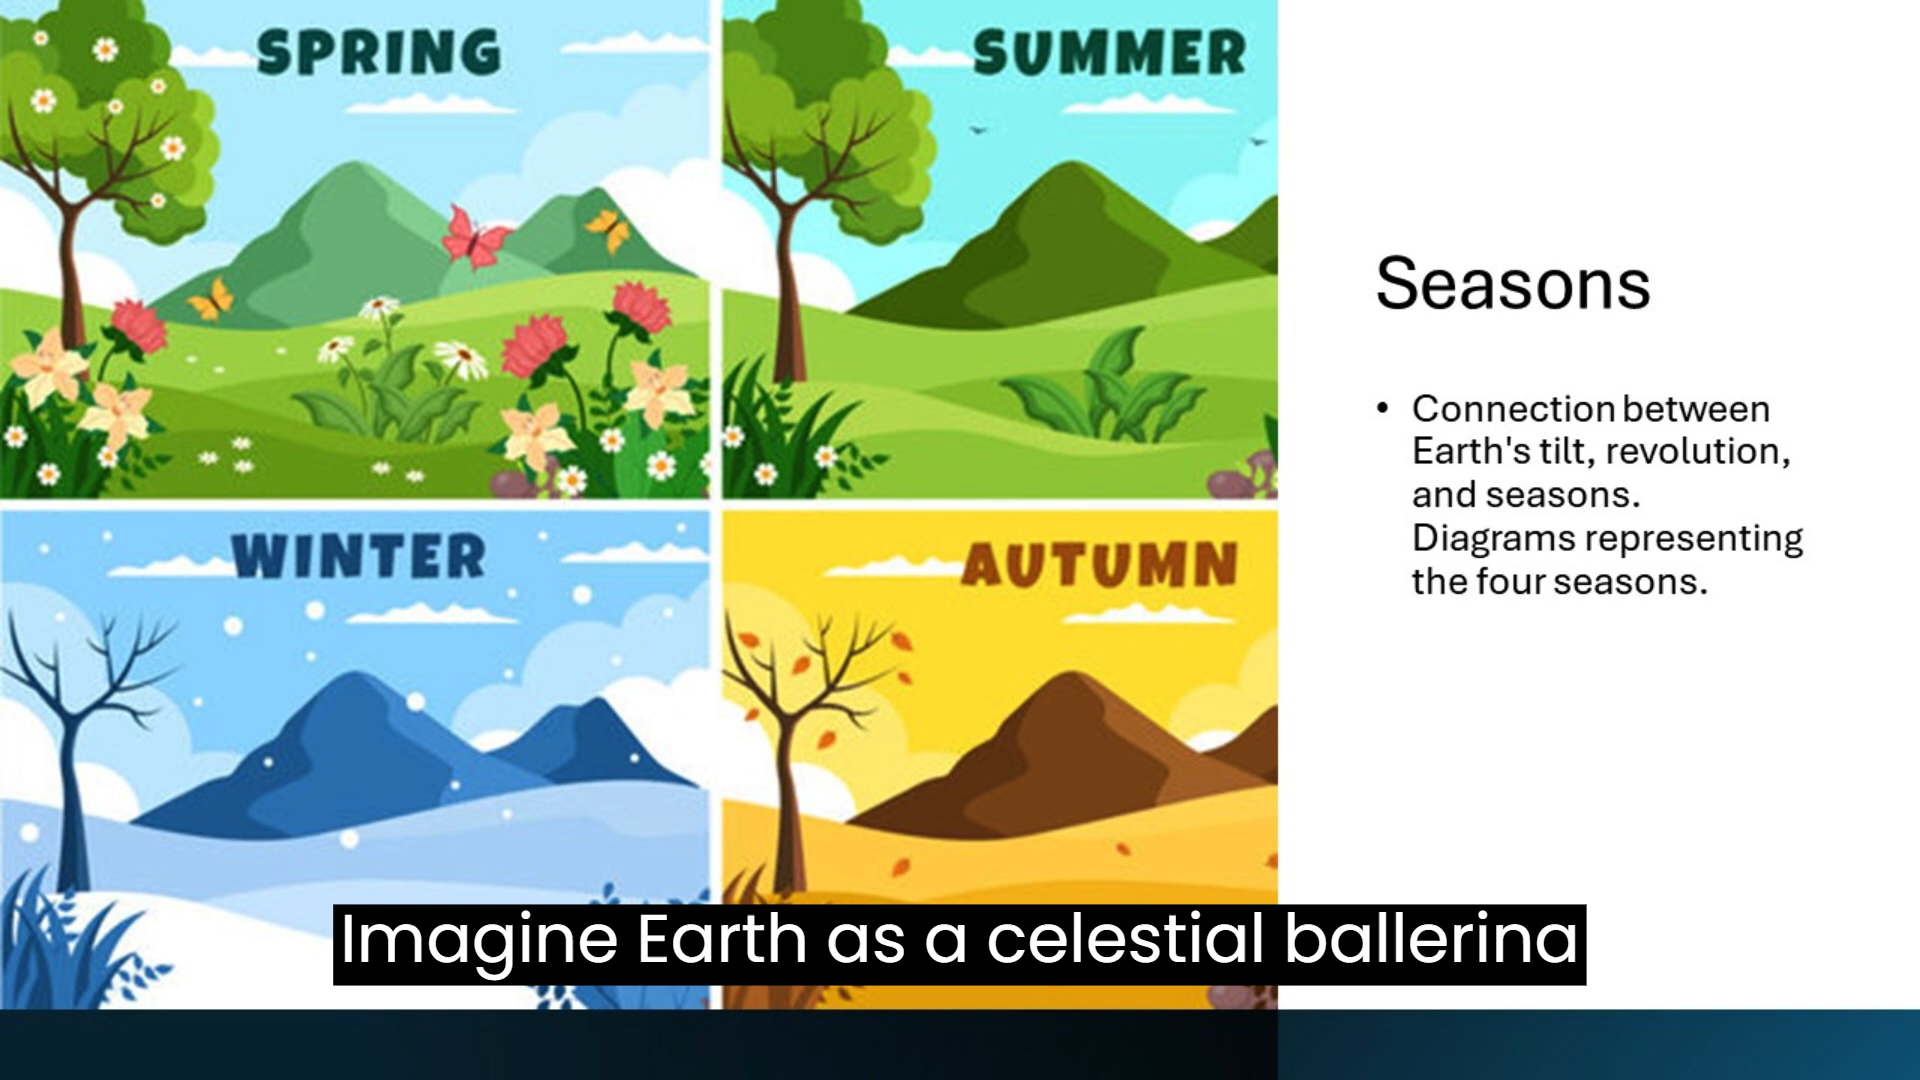 SPRING
SUMMER
WINTER
AUTUMN
Seasons
• Connection between
Earth's tilt, revolution,
and seasons.
Diagrams representing
the four seasons.
Imagine Earth as a celestial ballerina